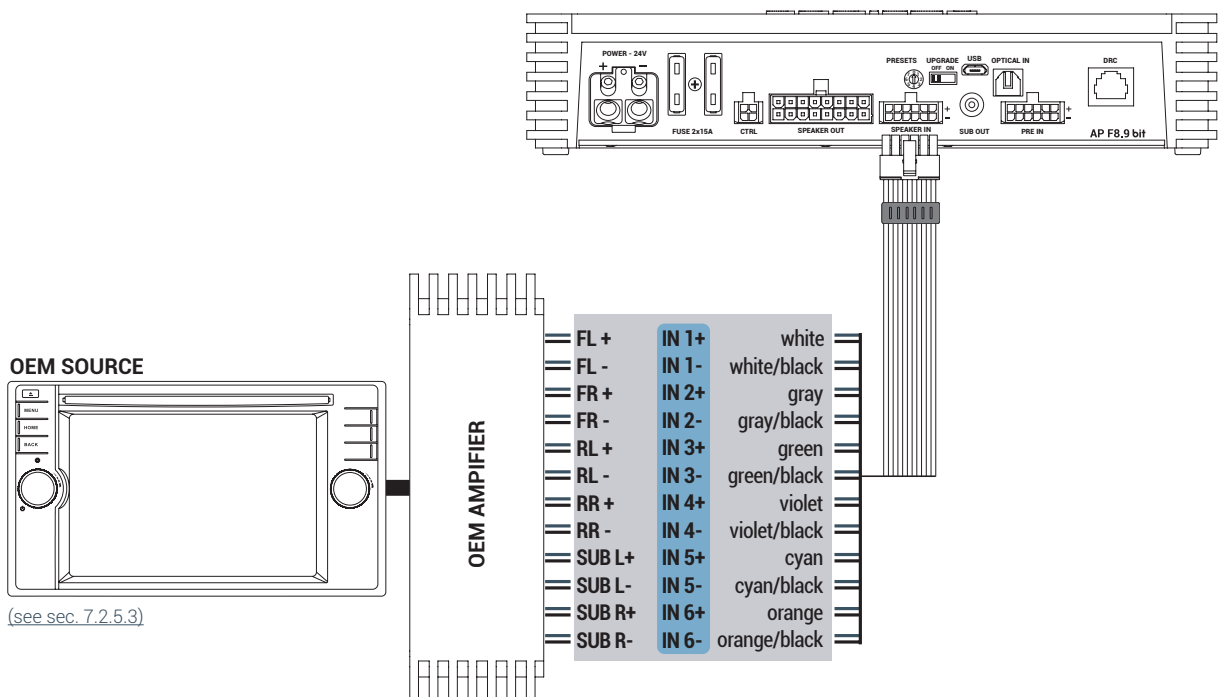 POWER - 24V
+ -
FUSE 2x15A
CTRL
SPEAKER OUT
PRESETS
UPGRADE
OFF ON
USB
OPTICAL IN
DRC
SPEAKER IN
+
-
SUB OUT
PRE IN
+
-
AP F8.9 bit
OEM SOURCE
MENU
HOME
BACK
(see sec. 7.2.5.3)
OEM AMPIFIER
FL + IN 1+ white
FL - IN 1- white/black
FR + IN 2+ gray
FR - IN 2- gray/black
RL + IN 3+ green
RL - IN 3- green/black
RR + IN 4+ violet
RR - IN 4- violet/black
SUB L+ IN 5+ cyan
SUB L- IN 5- cyan/black
SUB R+ IN 6+ orange
SUB R- IN 6- orange/black